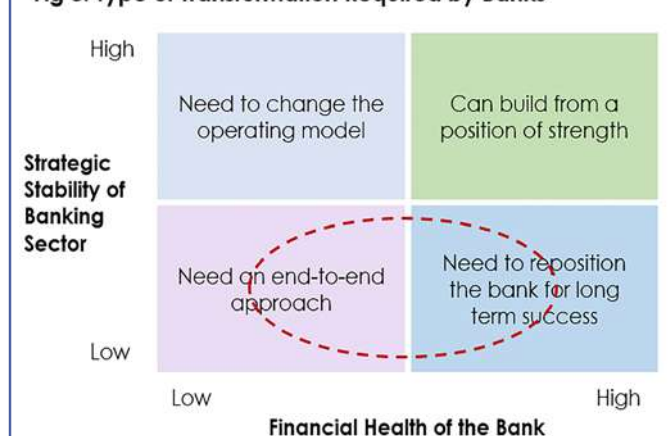 High
Need to change the
operating model
Can build from a
position of strength
Strategic
Stability of
Banking
Sector
Need an end-to-end
approach
Need to reposition
the bank for long
term success
Low
Low
High
Financial Health of the Bank